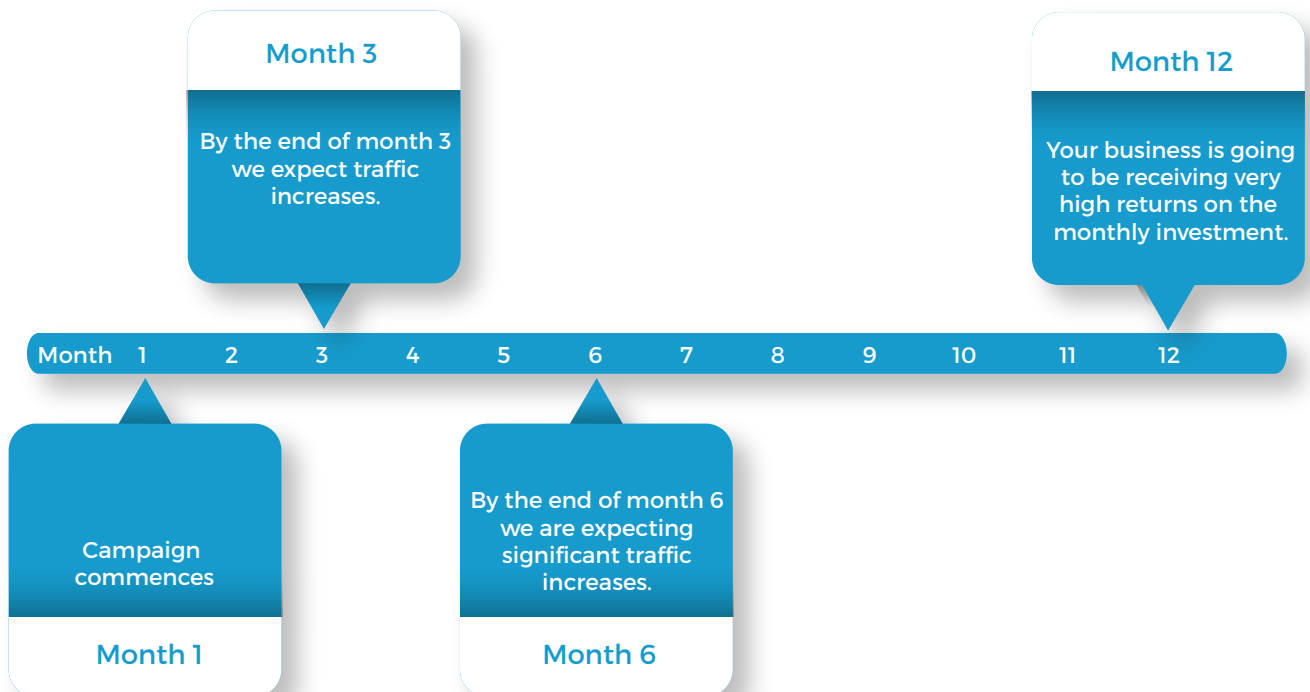 Month 3
By the end of month 3
we expect traffic
increases.
Month 12
Your business is going
to be receiving very
high returns on the
monthly investment.
Month 1 2 3 4 5 6 7 8 9 10 11 12
Campaign
commences
Month 1
By the end of month 6
we are expecting
significant traffic
increases.
Month 6